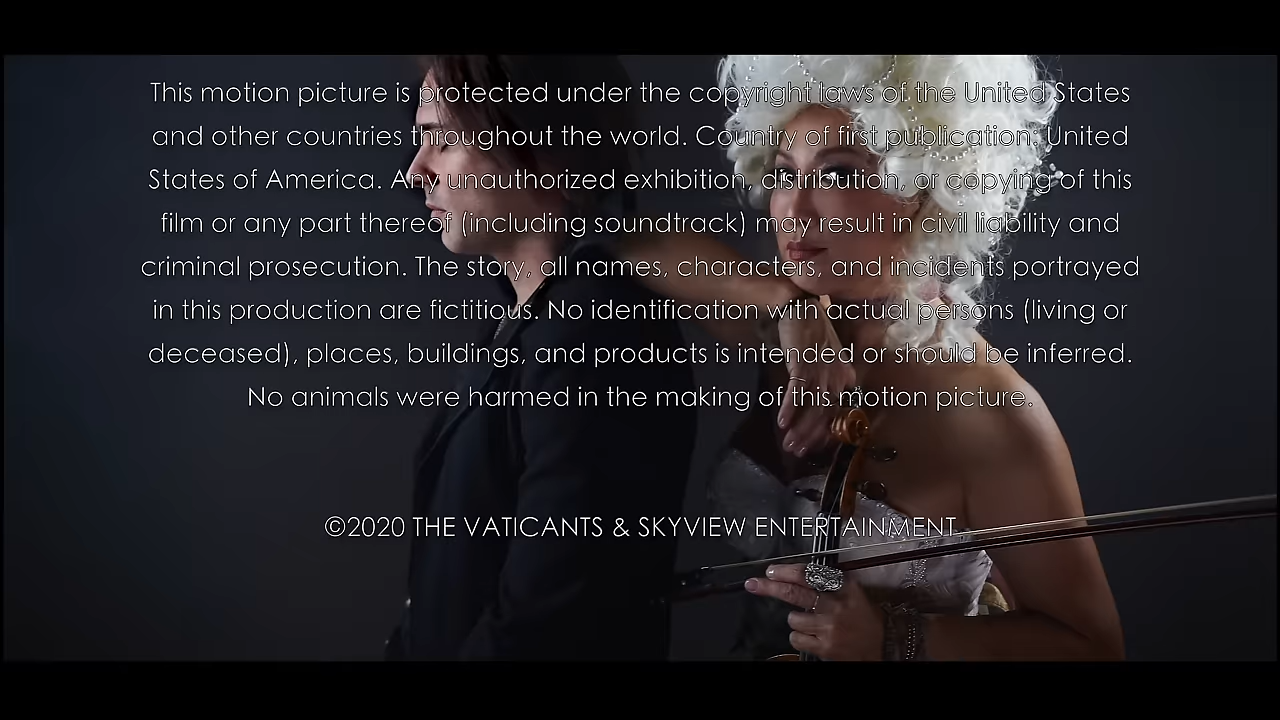 This motion picture is protected under the copyright laws of the United States
and other countries throughout the world. Country of first publication: United
States of America. Any unauthorized exhibition, distribution, or copying of this
film or any part thereof (including soundtrack) may result in civil liability and
criminal prosecution. The story, all names, characters, and incidents portrayed
in this production are fictitious. No identification with actual persons (living or
deceased), places, buildings, and products is intended or should be inferred.
No animals were harmed in the making of this motion picture.
©2020 THE VATICANTS & SKYVIEW ENTERTAINMENT